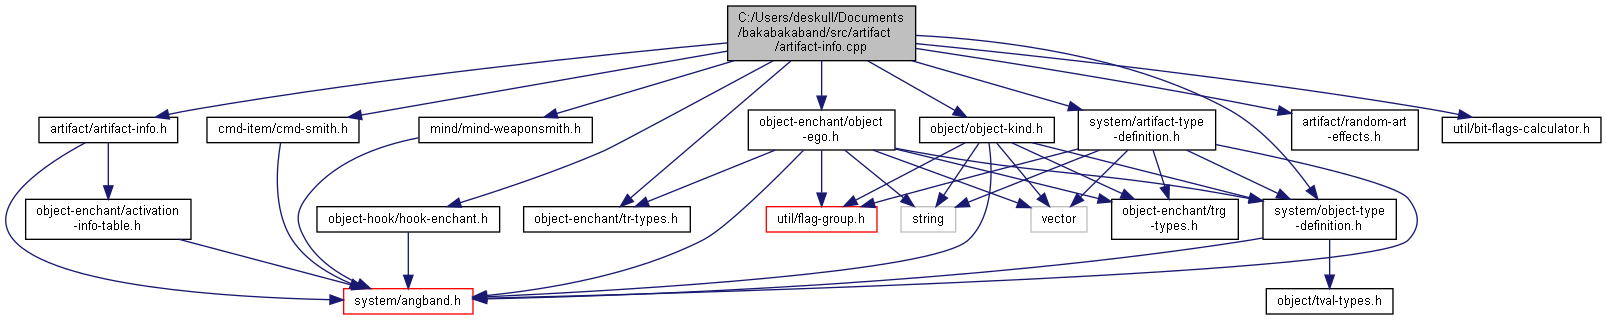 C:/Users/deskull/Documents
/bakabakaband/src/artifact
/artifact-info.cpp
artifact/artifact-info.h
cmd-item/cmd-smith.h
mind/mind-weaponsmith.h
object-enchant/object
-ego.h
object/object-kind.h
system/artifact-type
-definition.h
artifact/random-art
-effects.h
util/bit-flags-calculator.h
object-enchant/activation
-info-table.h
object-hook/hook-enchant.h
object-enchant/tr-types.h
util/flag-group.h
string
vector
object-enchant/trg
-types.h
system/object-type
-definition.h
system/angband.h
object/tval-types.h